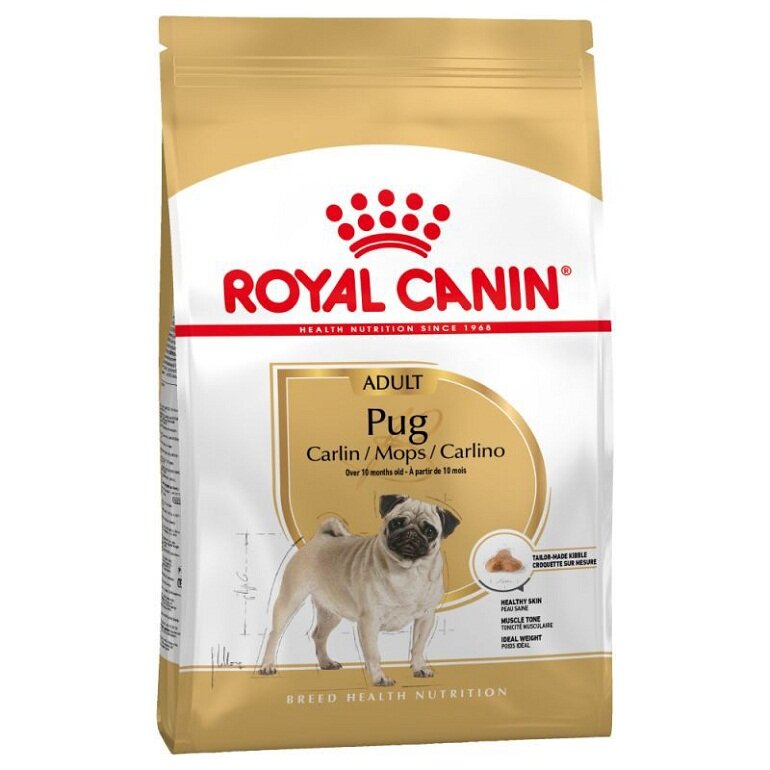 ROYAL CANIN®
HEALTH NUTRITION SINCE 1968
ADULT
Pug
Carlin / Mops / Carlino
Over 10 months old - À partir de 10 mois
TAILOR-MADE KIBBLE
CROQUETTE SUR MESURE
HEALTHY SKIN
PEAU SAINE
MUSCLE TONE
TONICITÉ MUSCULAIRE
IDEAL WEIGHT
POIDS IDÉAL
BREED HEALTH NUTRITION